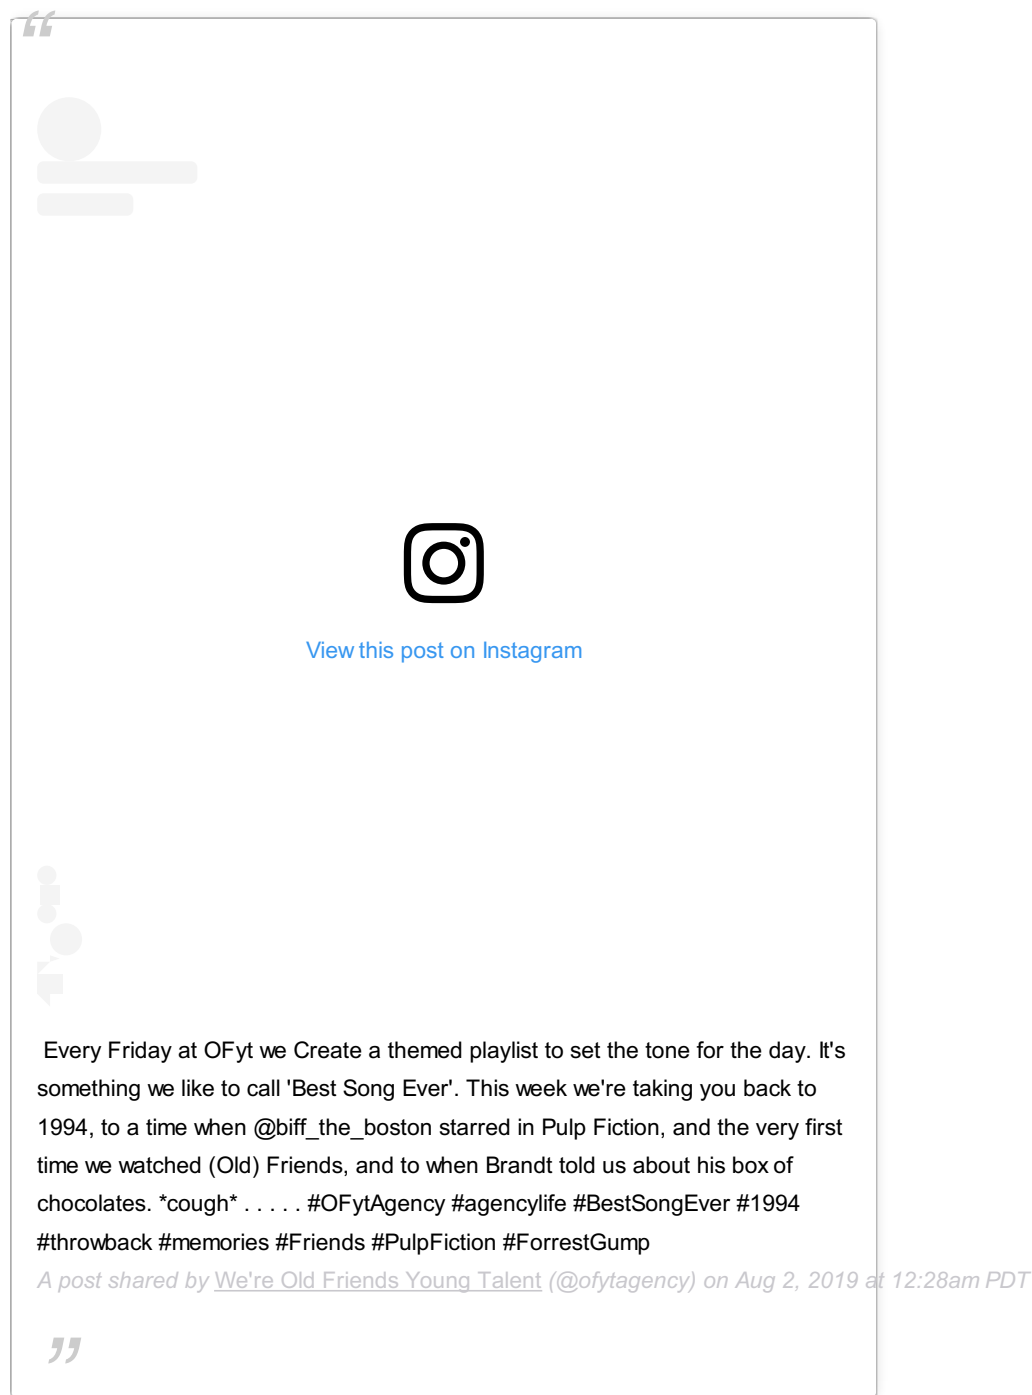 “
View this post on Instagram
Every Friday at OFyt we Create a themed playlist to set the tone for the day. It's
something we like to call 'Best Song Ever'. This week we're taking you back to
1994, to a time when @biff_the_boston starred in Pulp Fiction, and the very first
time we watched (Old) Friends, and to when Brandt told us about his box of
chocolates. *cough* . . . . . #OFytAgency #agencylife #BestSongEver #1994
#throwback #memories #Friends #PulpFiction #ForrestGump
A post shared by We're Old Friends Young Talent (@ofytagency) on Aug 2, 2019 at 12:28am PDT
”